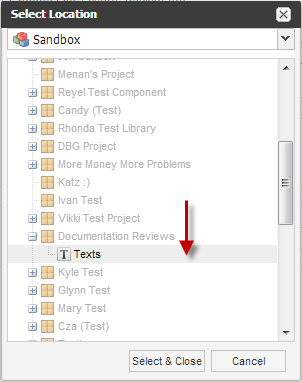 Select Location
Sandbox
Menan's Project
Reyel Test Component
Candy (Test)
Rhonda Test Library
DBG Project
More Money More Problems
Katz :)
Ivan Test
Vikki Test Project
Documentation Reviews
T Texts
Kyle Test
Glynn Test
Mary Test
Cza (Test)
Select & Close
Cancel